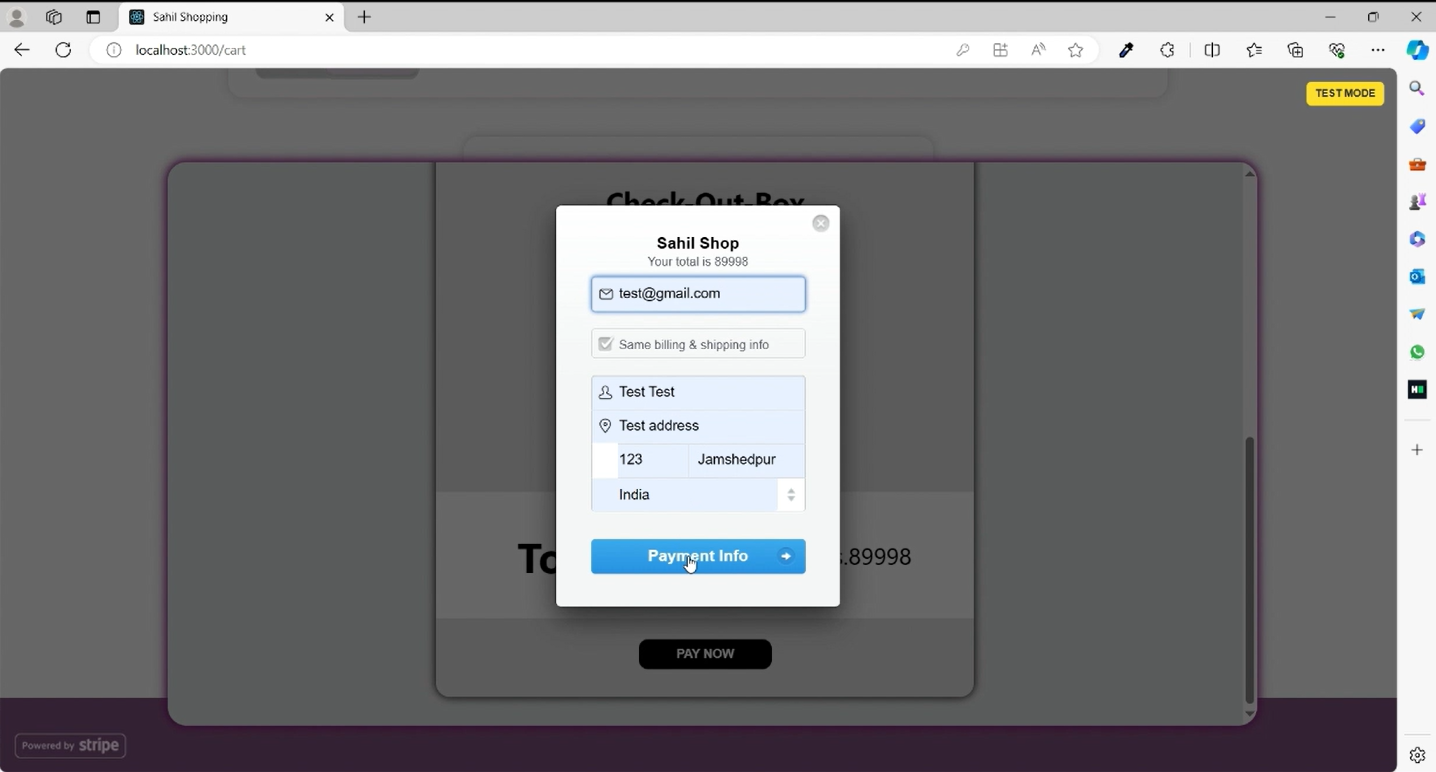 Sahil Shopping
localhost:3000/cart
TEST MODE
Check-Out-Box
Sahil Shop
Your total is 89998
test@gmail.com
Same billing & shipping info
Test Test
Test address
123 Jamshedpur
India
Payment Info
To .89998
PAY NOW
Powered by stripe